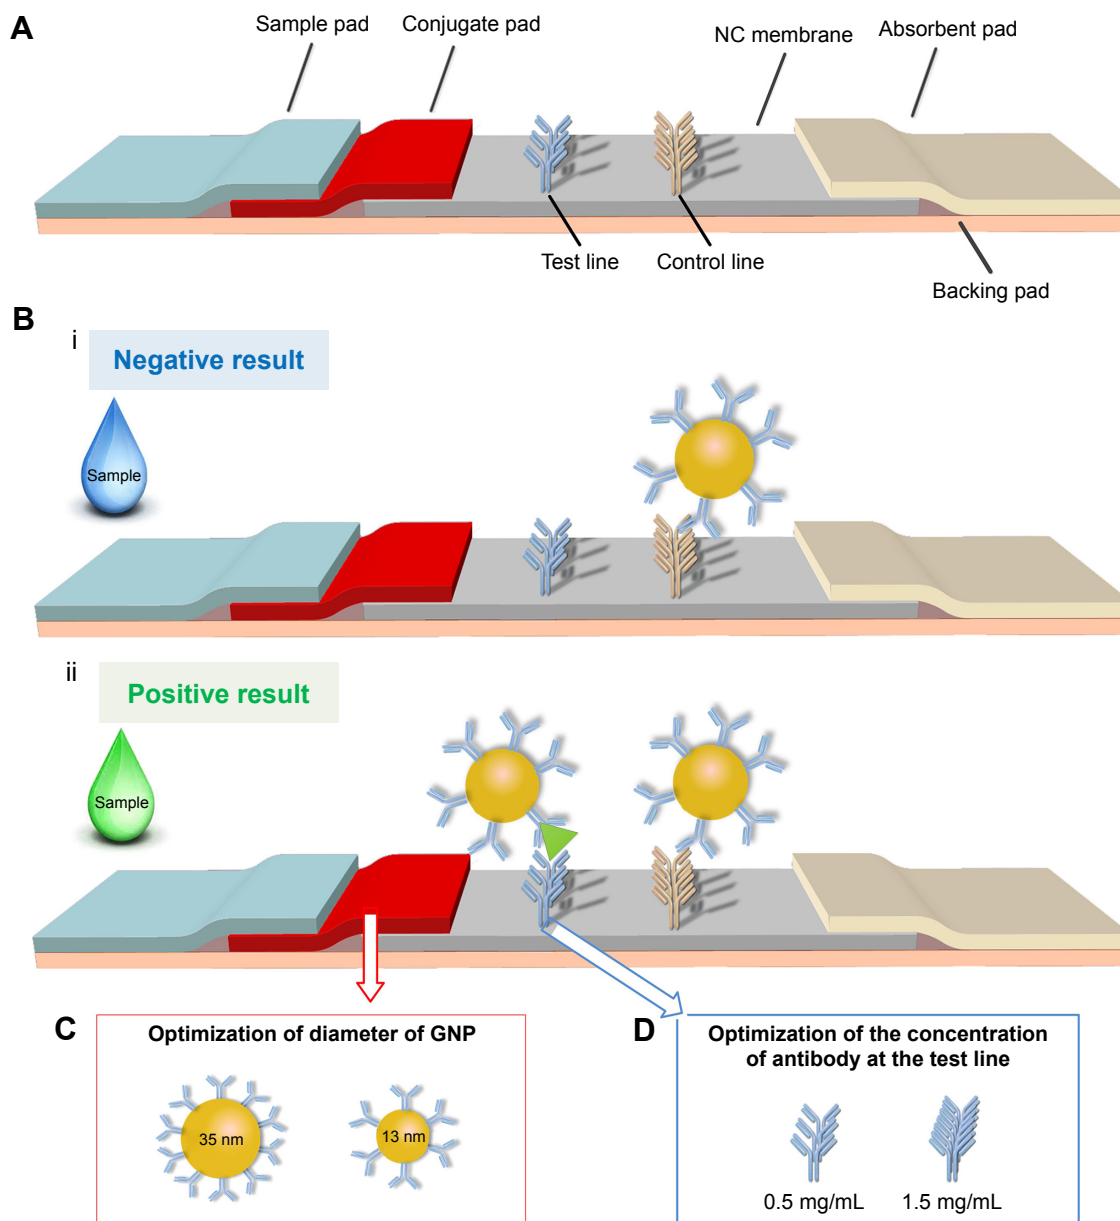 A
Sample pad
Conjugate pad
NC membrane
Absorbent pad
Test line
Control line
Backing pad
B
i
Negative result
Sample
ii
Positive result
Sample
C
Optimization of diameter of GNP
35 nm
13 nm
D
Optimization of the concentration
of antibody at the test line
0.5 mg/mL
1.5 mg/mL